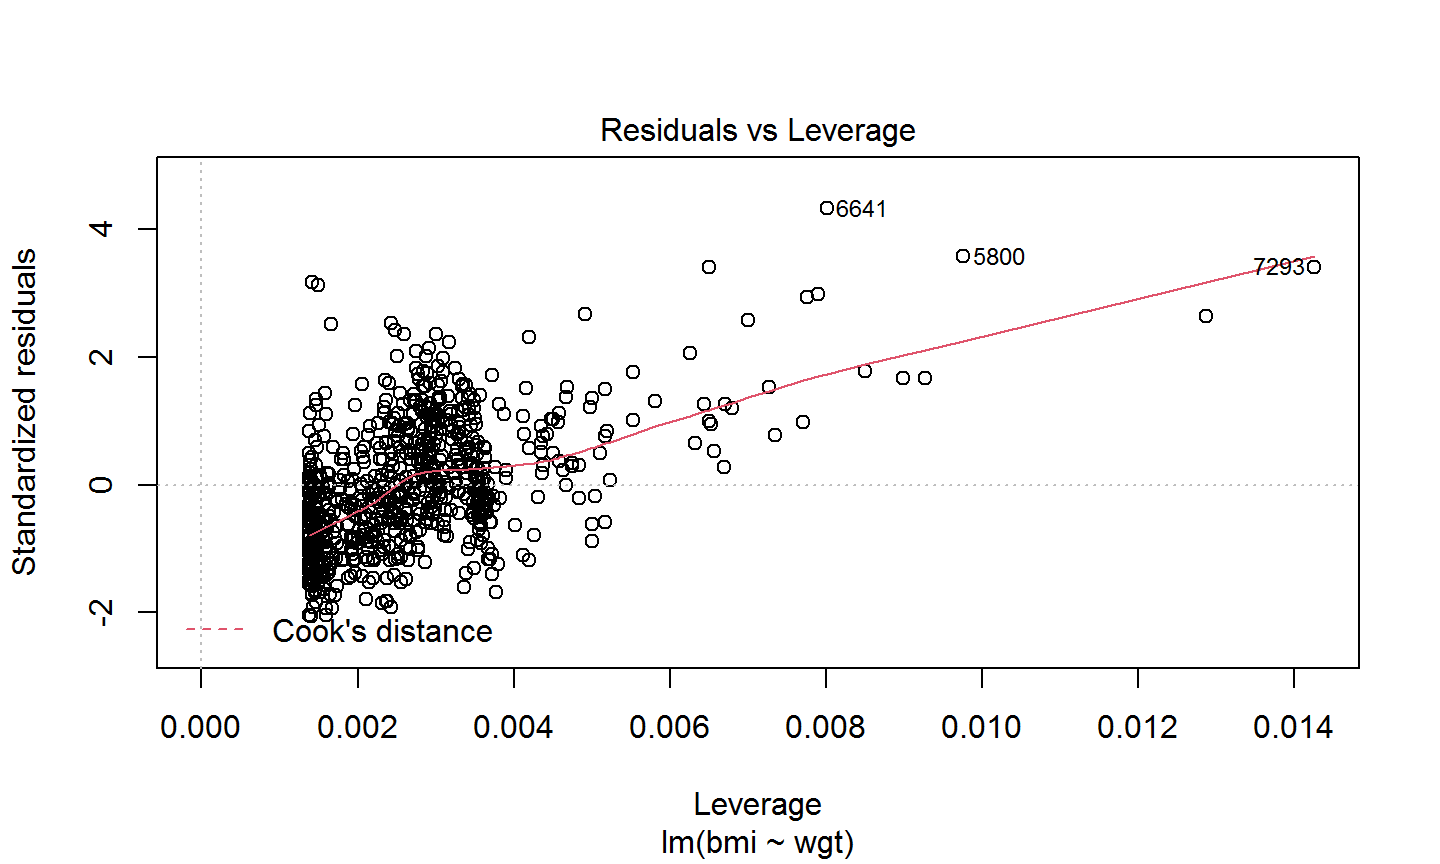 Residuals vs Leverage
Standardized residuals
4
2
0
-2
6641
5800
7293
Cook's distance
0.000 0.002 0.004 0.006 0.008 0.010 0.012 0.014
Leverage
lm(bmi ~ wgt)